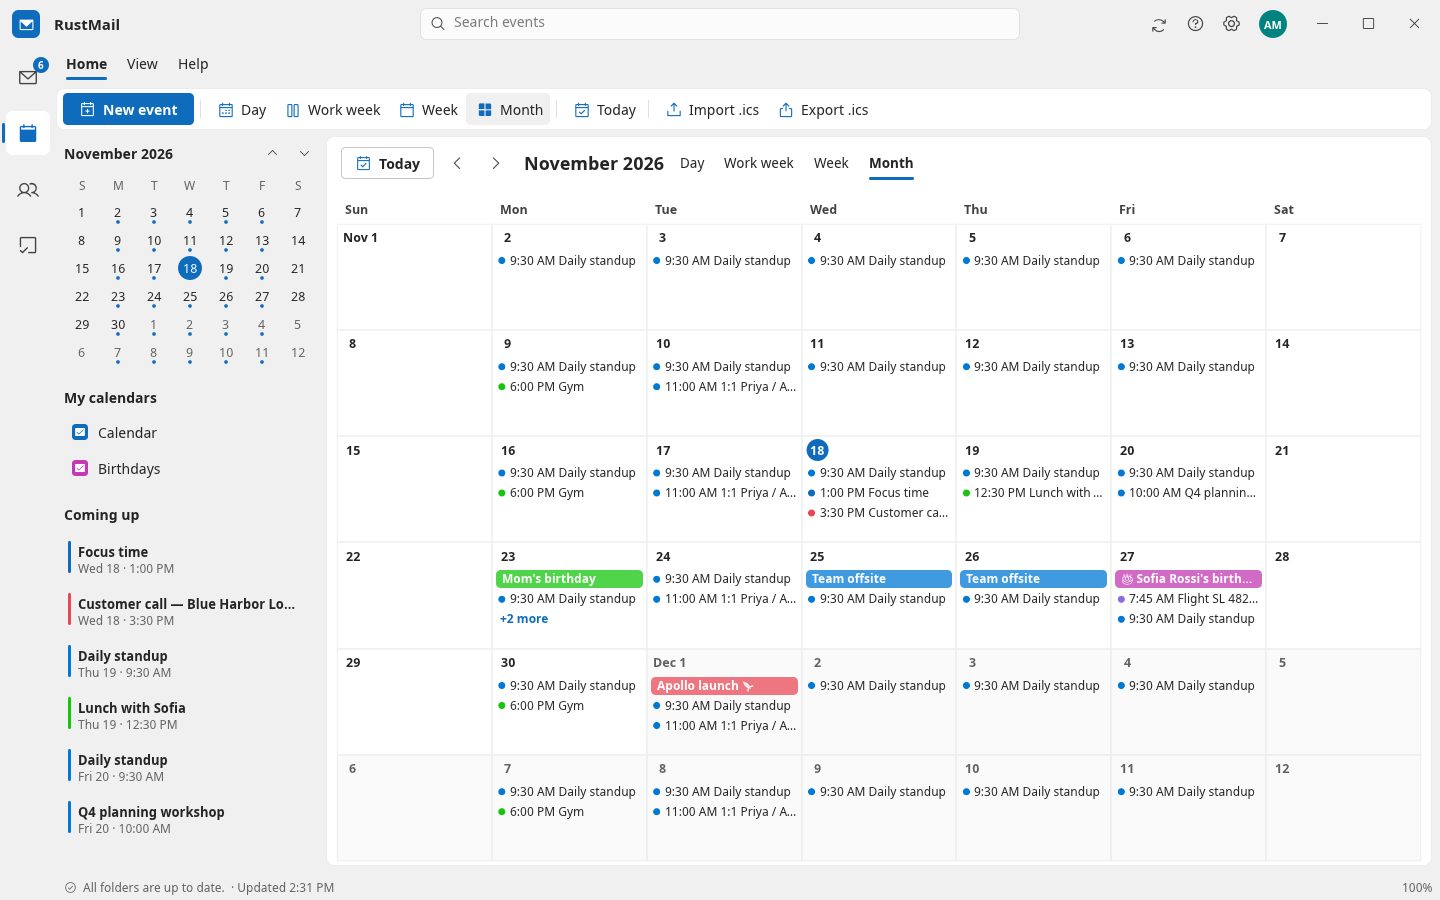 RustMail
Search events
AM
6
Home View Help
New event Day Work week Week Month Today Import .ics Export .ics
November 2026
S M T W T F S
1 2 3 4 5 6 7
8 9 10 11 12 13 14
15 16 17 18 19 20 21
22 23 24 25 26 27 28
29 30 1 2 3 4 5
6 7 8 9 10 11 12
My calendars
Calendar
Birthdays
Coming up
Focus time
Wed 18 · 1:00 PM
Customer call — Blue Harbor Lo...
Wed 18 · 3:30 PM
Daily standup
Thu 19 · 9:30 AM
Lunch with Sofia
Thu 19 · 12:30 PM
Daily standup
Fri 20 · 9:30 AM
Q4 planning workshop
Fri 20 · 10:00 AM
Today November 2026 Day Work week Week Month
Sun Mon Tue Wed Thu Fri Sat
Nov 1 2 3 4 5 6 7
9:30 AM Daily standup 9:30 AM Daily standup 9:30 AM Daily standup 9:30 AM Daily standup 9:30 AM Daily standup
8 9 10 11 12 13 14
9:30 AM Daily standup 9:30 AM Daily standup 9:30 AM Daily standup 9:30 AM Daily standup 9:30 AM Daily standup
6:00 PM Gym 11:00 AM 1:1 Priya / A...
15 16 17 18 19 20 21
9:30 AM Daily standup 9:30 AM Daily standup 9:30 AM Daily standup 9:30 AM Daily standup 9:30 AM Daily standup
6:00 PM Gym 11:00 AM 1:1 Priya / A... 1:00 PM Focus time 12:30 PM Lunch with ... 10:00 AM Q4 plannin...
3:30 PM Customer ca...
22 23 24 25 26 27 28
Mom's birthday 9:30 AM Daily standup Team offsite Team offsite Sofia Rossi's birth...
9:30 AM Daily standup 11:00 AM 1:1 Priya / A... 9:30 AM Daily standup 9:30 AM Daily standup 7:45 AM Flight SL 482...
+2 more 9:30 AM Daily standup
29 30 Dec 1 2 3 4 5
9:30 AM Daily standup Apollo launch 9:30 AM Daily standup 9:30 AM Daily standup 9:30 AM Daily standup
6:00 PM Gym 9:30 AM Daily standup
11:00 AM 1:1 Priya / A...
6 7 8 9 10 11 12
9:30 AM Daily standup 9:30 AM Daily standup 9:30 AM Daily standup 9:30 AM Daily standup 9:30 AM Daily standup
6:00 PM Gym 11:00 AM 1:1 Priya / A...
All folders are up to date. · Updated 2:31 PM
100%